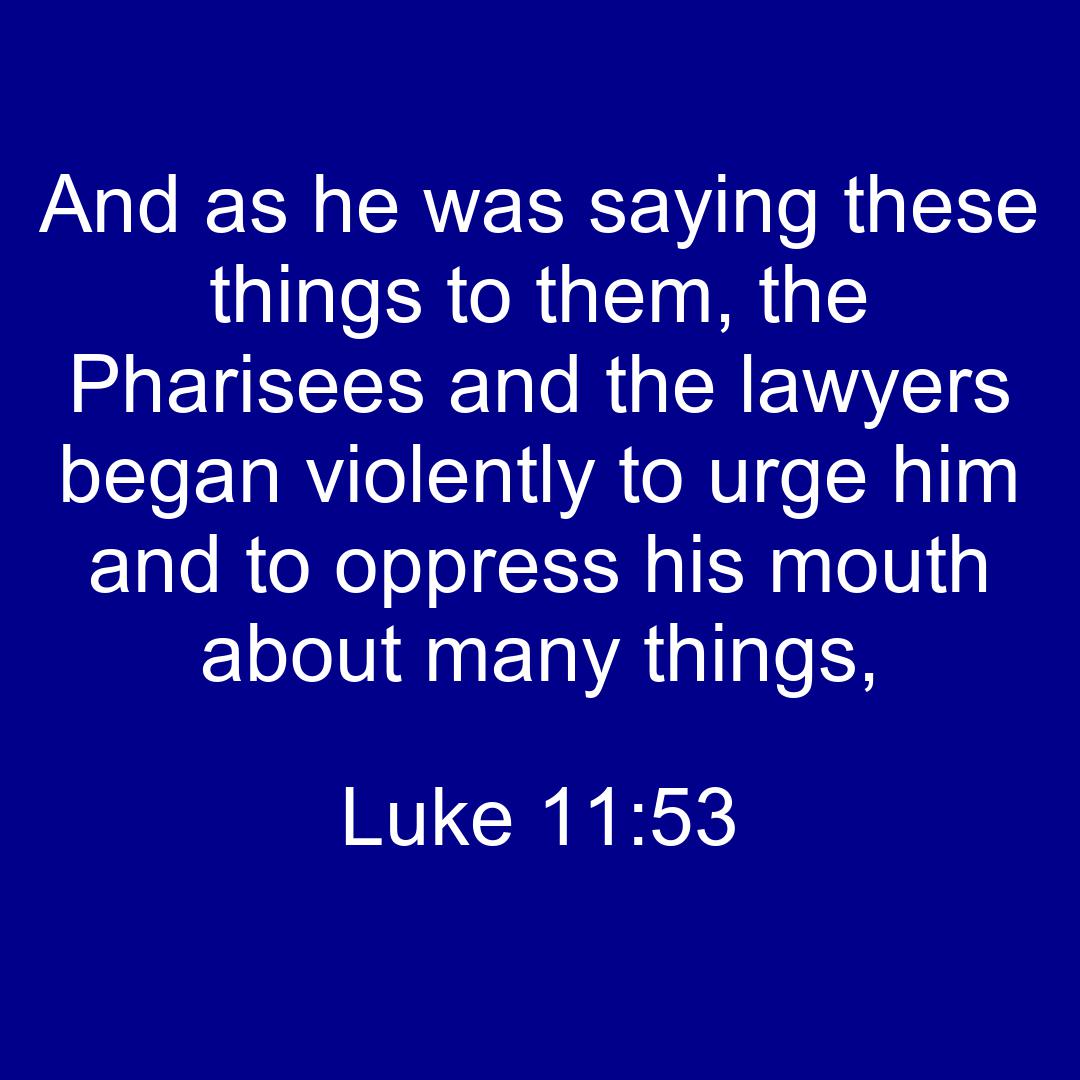 And as he was saying these
things to them, the
Pharisees and the lawyers
began violently to urge him
and to oppress his mouth
about many things,
Luke 11:53